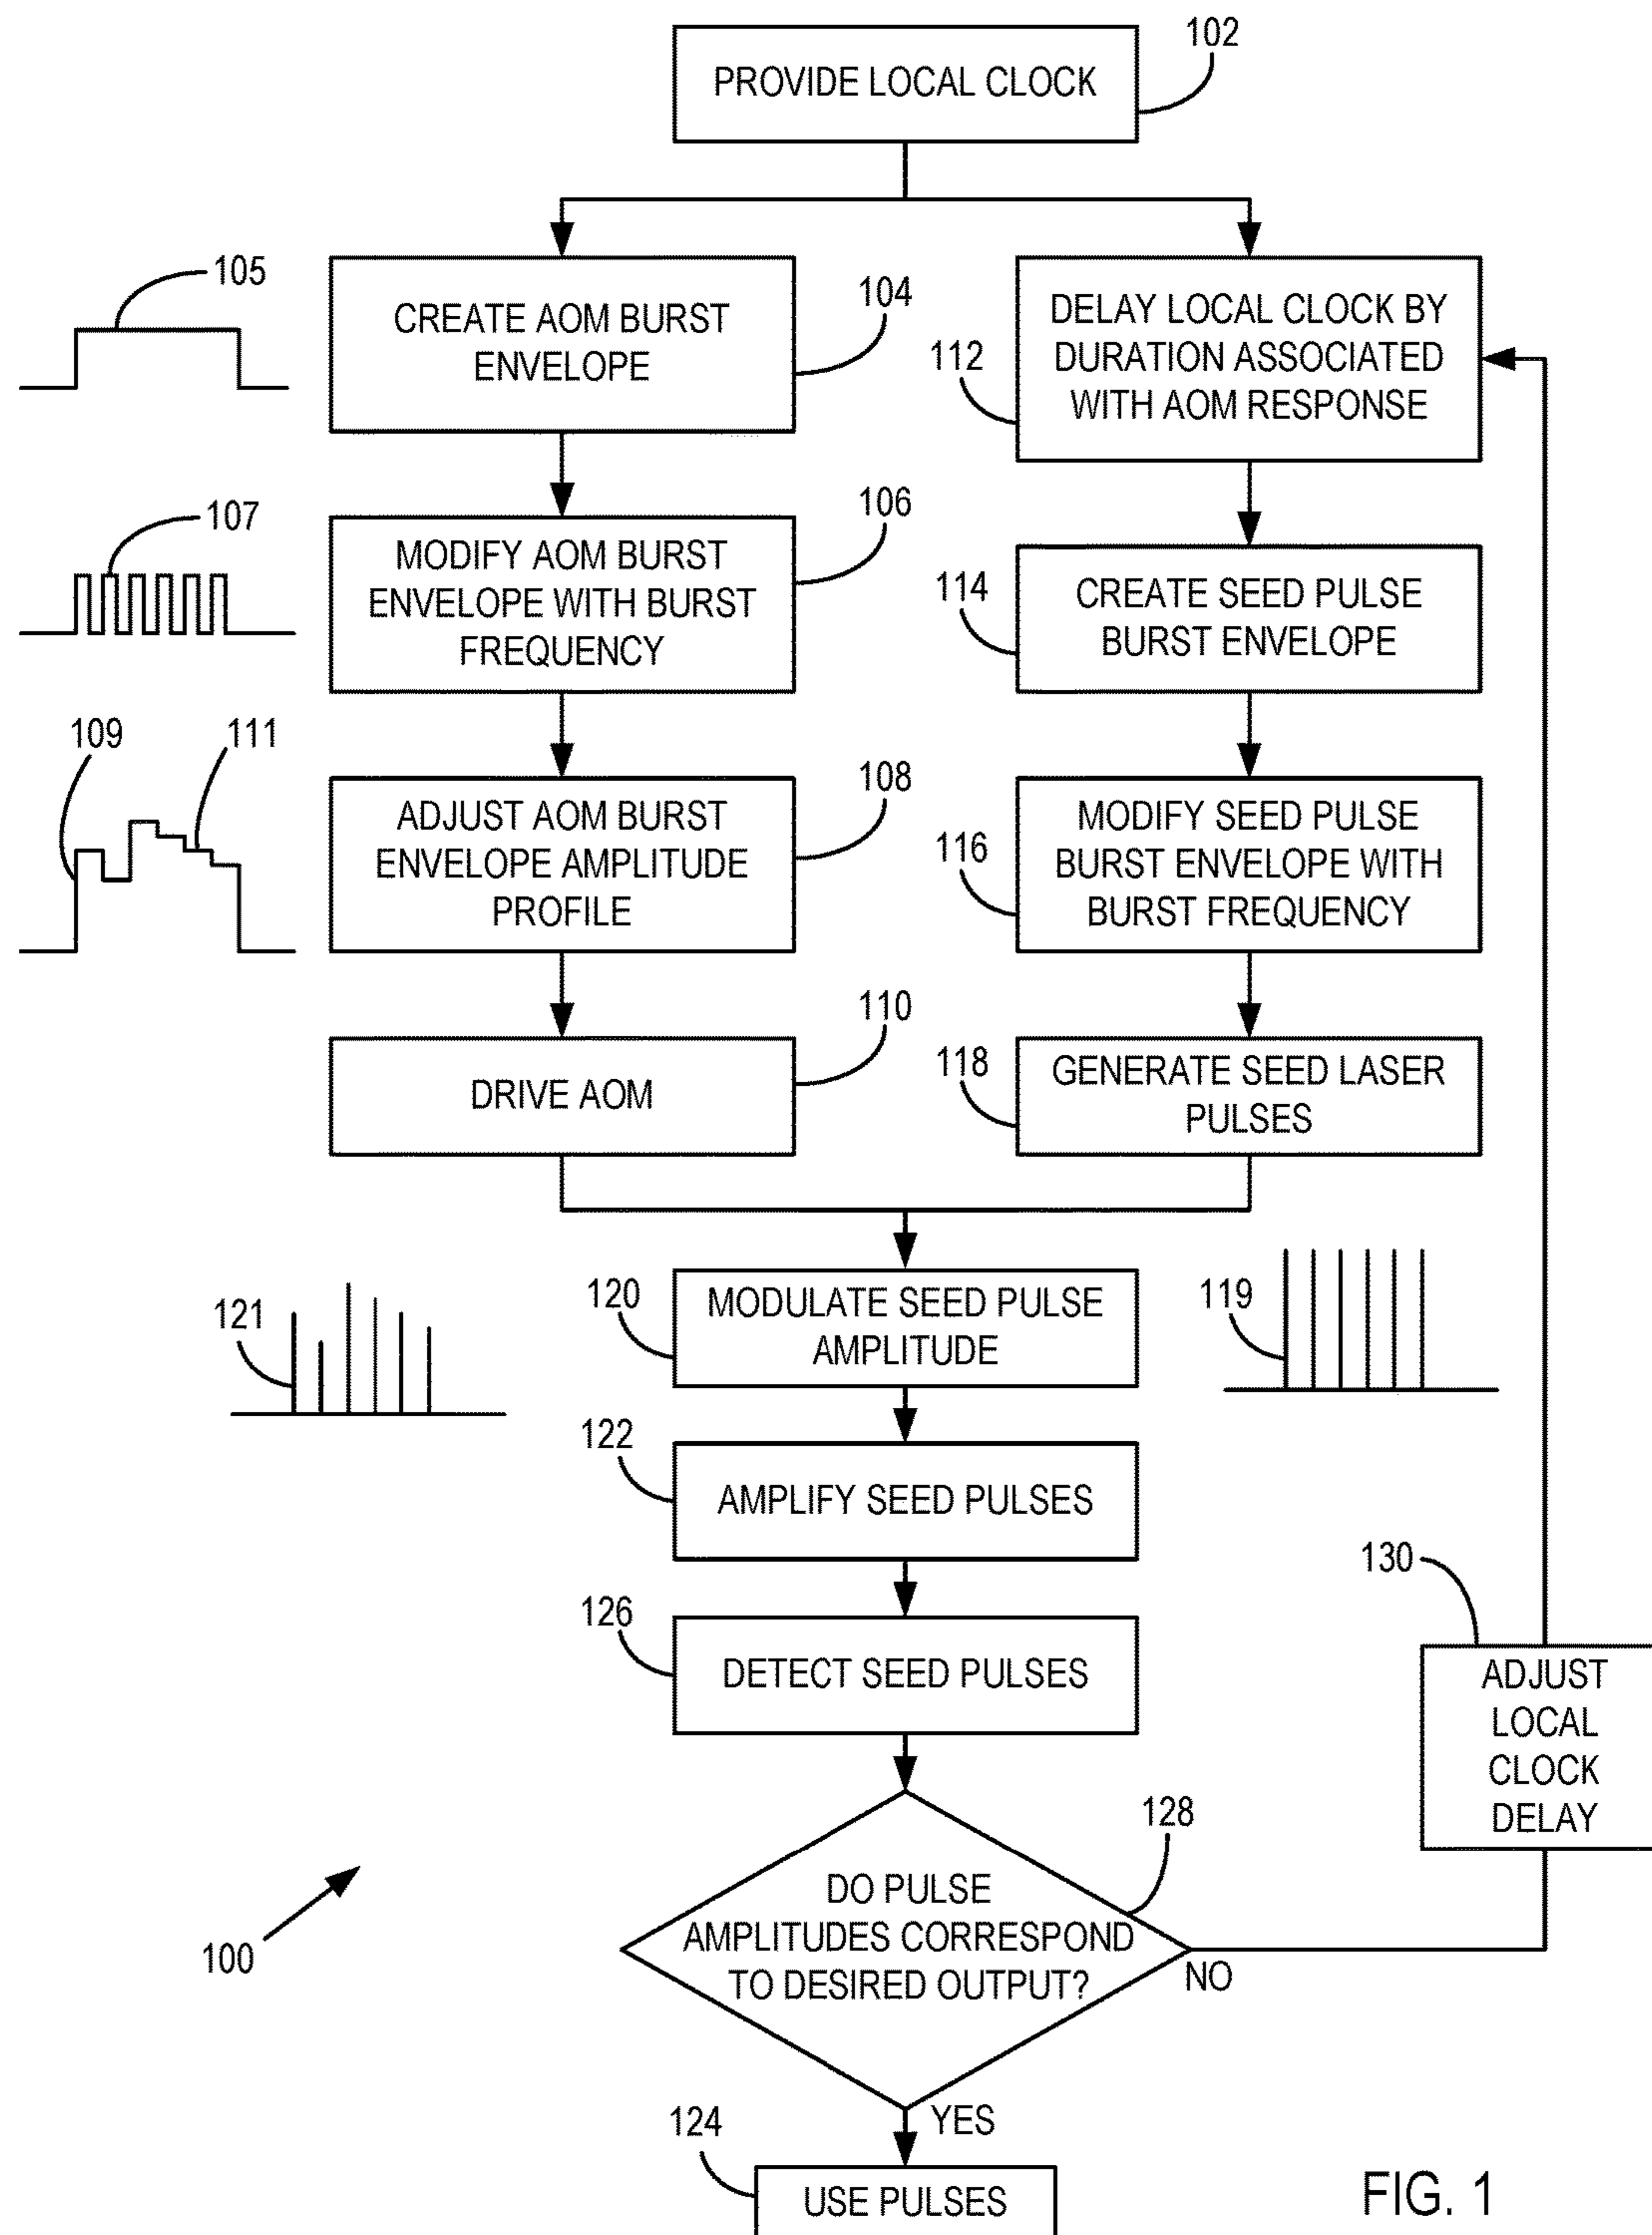 102
PROVIDE LOCAL CLOCK
105
CREATE AOM BURST
ENVELOPE
104
DELAY LOCAL CLOCK BY
DURATION ASSOCIATED
WITH AOM RESPONSE
112
107
MODIFY AOM BURST
ENVELOPE WITH BURST
FREQUENCY
106
CREATE SEED PULSE
BURST ENVELOPE
114
109
111
ADJUST AOM BURST
ENVELOPE AMPLITUDE
PROFILE
108
MODIFY SEED PULSE
BURST ENVELOPE WITH
BURST FREQUENCY
116
DRIVE AOM
110
GENERATE SEED LASER
PULSES
118
121
120
MODULATE SEED PULSE
AMPLITUDE
119
122
AMPLIFY SEED PULSES
126
DETECT SEED PULSES
130
ADJUST
LOCAL
CLOCK
DELAY
128
DO PULSE
AMPLITUDES CORRESPOND
TO DESIRED OUTPUT?
NO
100
YES
124
USE PULSES
FIG. 1